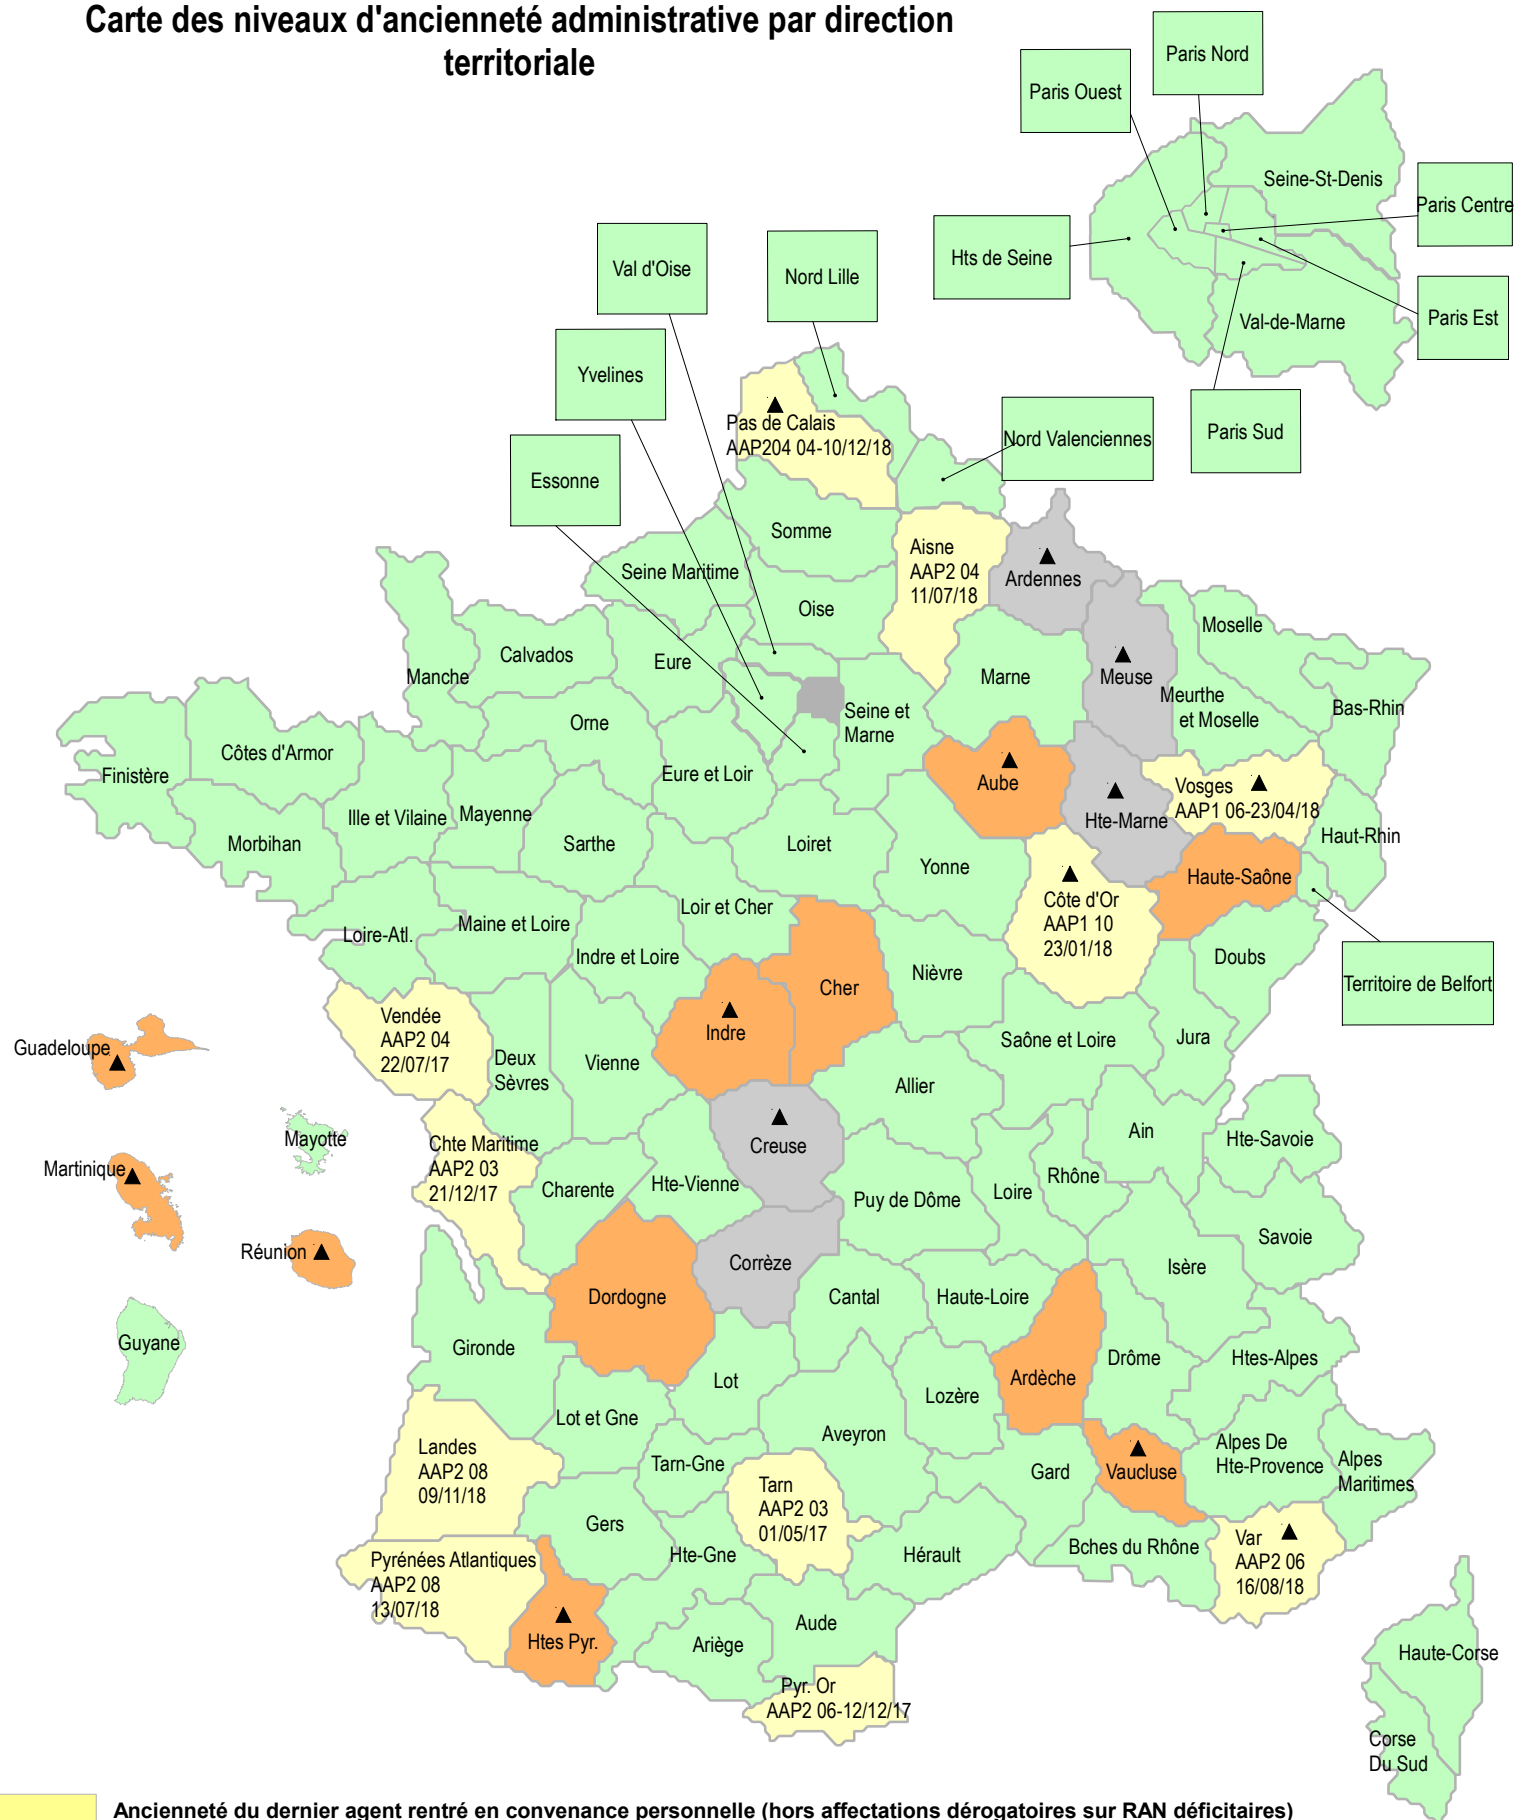 Carte des niveaux d'ancienneté administrative par direction
territoriale
Paris Nord
Paris Ouest
Seine-St-Denis
Paris Centre
Hts de Seine
Paris Est
Val-de-Marne
Paris Sud
Val d'Oise
Nord Lille
Yvelines
Essonne
Nord Valenciennes
Pas de Calais
AAP204 04-10/12/18
Somme
Aisne
AAP2 04
11/07/18
Ardennes
Seine Maritime
Oise
Moselle
Calvados
Eure
Manche
Marne
Meuse
Meurthe
et Moselle
Bas-Rhin
Seine et
Marne
Orne
Côtes d'Armor
Finistère
Eure et Loir
Aube
Vosges
AAP1 06-23/04/18
Hte-Marne
Ille et Vilaine
Mayenne
Morbihan
Sarthe
Loiret
Yonne
Haut-Rhin
Haute-Saône
Côte d'Or
AAP1 10
23/01/18
Loir et Cher
Maine et Loire
Loire-Atl.
Indre et Loire
Nièvre
Cher
Doubs
Territoire de Belfort
Vendée
AAP2 04
22/07/17
Indre
Saône et Loire
Jura
Guadeloupe
Deux
Sèvres
Vienne
Allier
Mayotte
Chte Maritime
AAP2 03
21/12/17
Creuse
Ain
Hte-Savoie
Martinique
Charente
Hte-Vienne
Puy de Dôme
Loire
Rhône
Savoie
Réunion
Corrèze
Isère
Dordogne
Cantal
Haute-Loire
Guyane
Gironde
Lot
Lozère
Ardèche
Drôme
Htes-Alpes
Lot et Gne
Aveyron
Landes
AAP2 08
09/11/18
Tarn-Gne
Tarn
AAP2 03
01/05/17
Gard
Vaucluse
Alpes De
Hte-Provence
Alpes
Maritimes
Gers
Hte-Gne
Hérault
Bches du Rhône
Var
AAP2 06
16/08/18
Pyrénées Atlantiques
AAP2 08
13/07/18
Htes Pyr.
Ariège
Aude
Pyr. Or
AAP2 06-12/12/17
Haute-Corse
Corse
Du Sud
Ancienneté du dernier agent rentré en convenance personnelle (hors affectations dérogatoires sur RAN déficitaires)